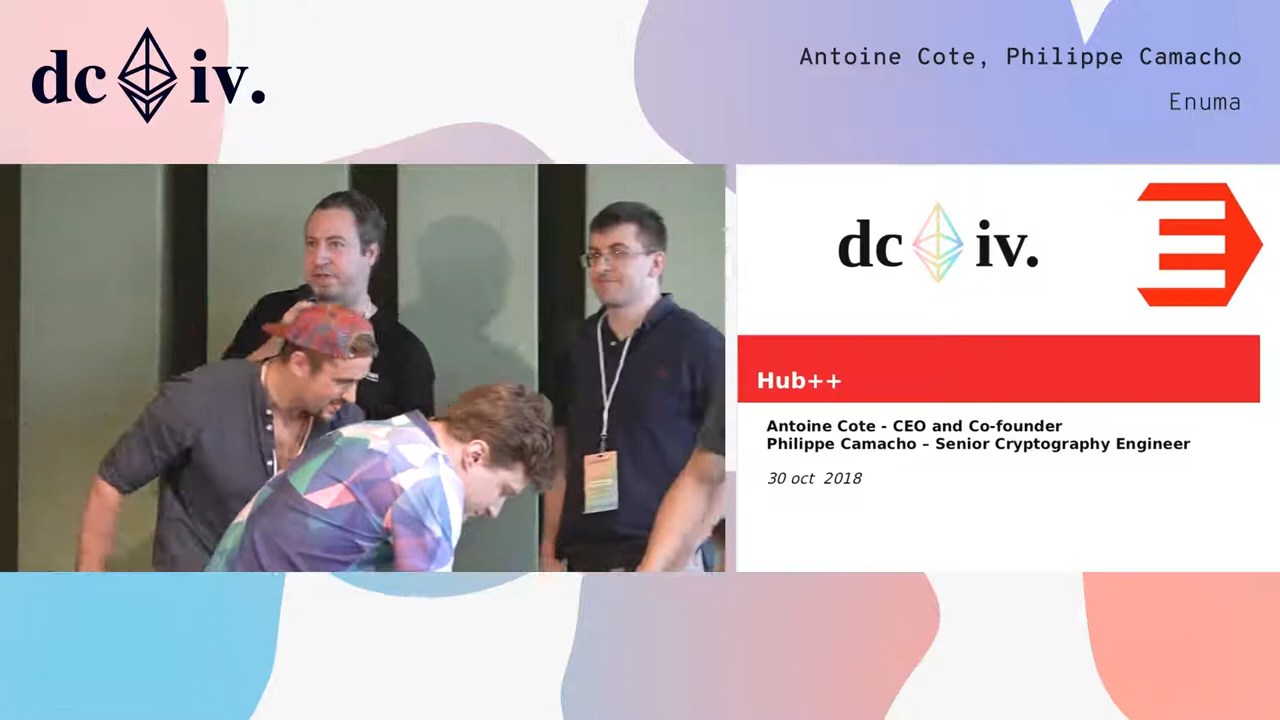 dc iv.
Antoine Cote, Philippe Camacho
Enuma
dc iv.
Hub++
Antoine Cote - CEO and Co-founder
Philippe Camacho – Senior Cryptography Engineer
30 oct 2018